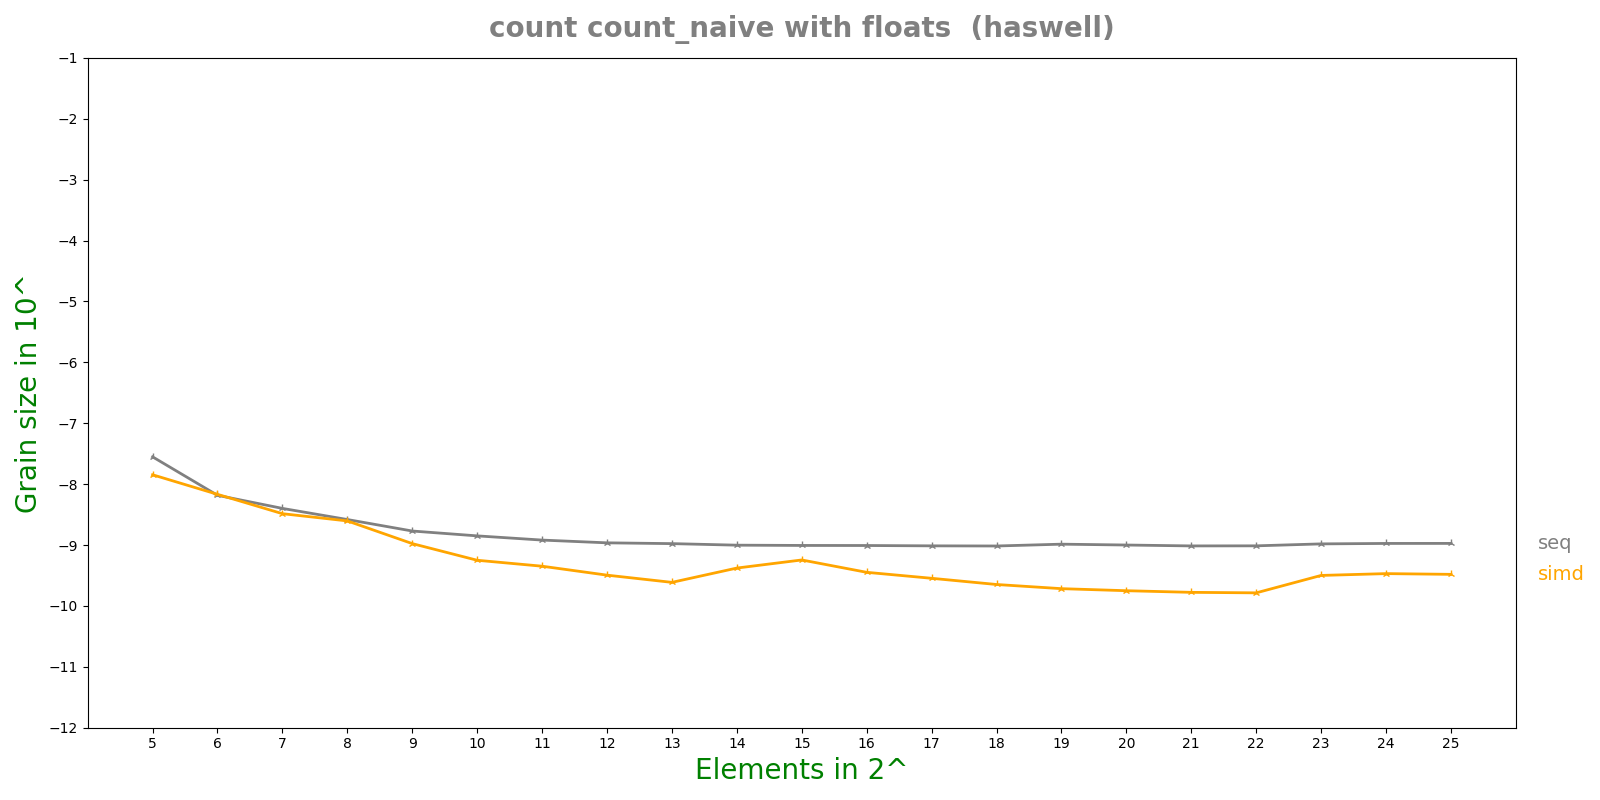 count count_naive with floats  (haswell)
−1
−2
−3
−4
−5
−6
−7
−8
−9
−10
−11
−12
Grain size in 10^
seq
simd
5 6 7 8 9 10 11 12 13 14 15 16 17 18 19 20 21 22 23 24 25
Elements in 2^